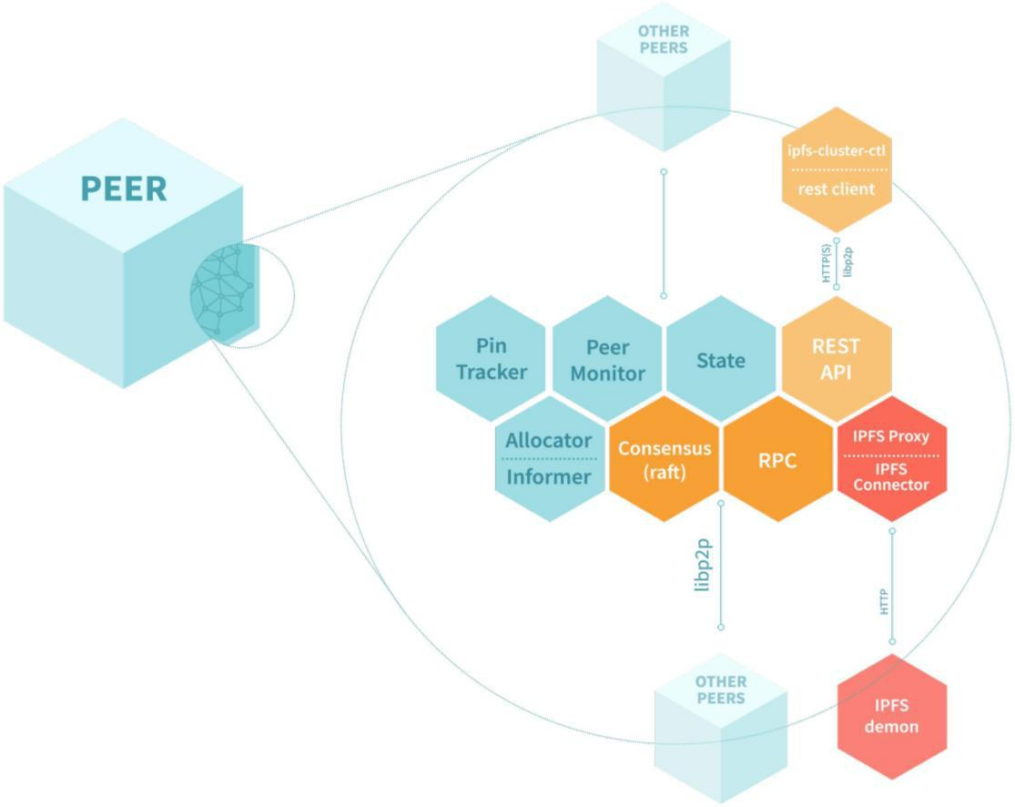 OTHER
PEERS
PEER
ipfs-cluster-ctl
rest client
HTTP(S)
libp2p
Pin
Tracker
Peer
Monitor
State
REST
API
Allocator
Informer
Consensus
(raft)
RPC
IPFS Proxy
IPFS
Connector
libp2p
HTTP
OTHER
PEERS
IPFS
demon